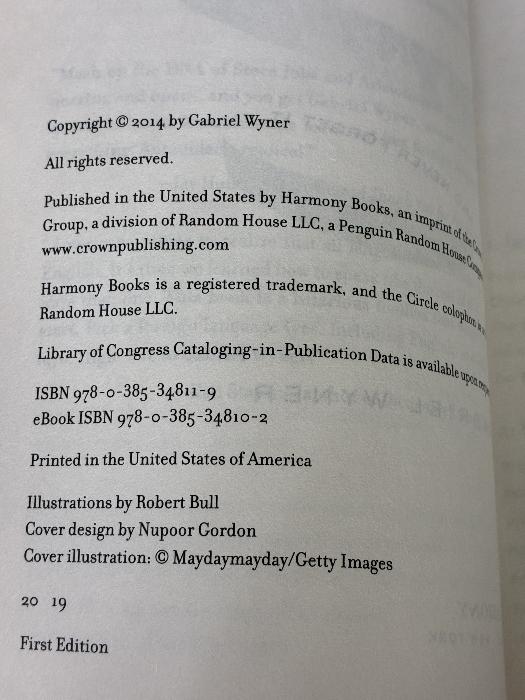 Copyright © 2014 by Gabriel Wyner
All rights reserved.
Published in the United States by Harmony Books, an imprint of the
Group, a division of Random House LLC, a Penguin Random House
www.crownpublishing.com
Harmony Books is a registered trademark, and the Circle colophon
Random House LLC.
Library of Congress Cataloging-in-Publication Data is available upon
ISBN 978-0-385-34811-9
eBook ISBN 978-0-385-34810-2
Printed in the United States of America
Illustrations by Robert Bull
Cover design by Nupoor Gordon
Cover illustration: © Maydaymayday/Getty Images
20 19
First Edition